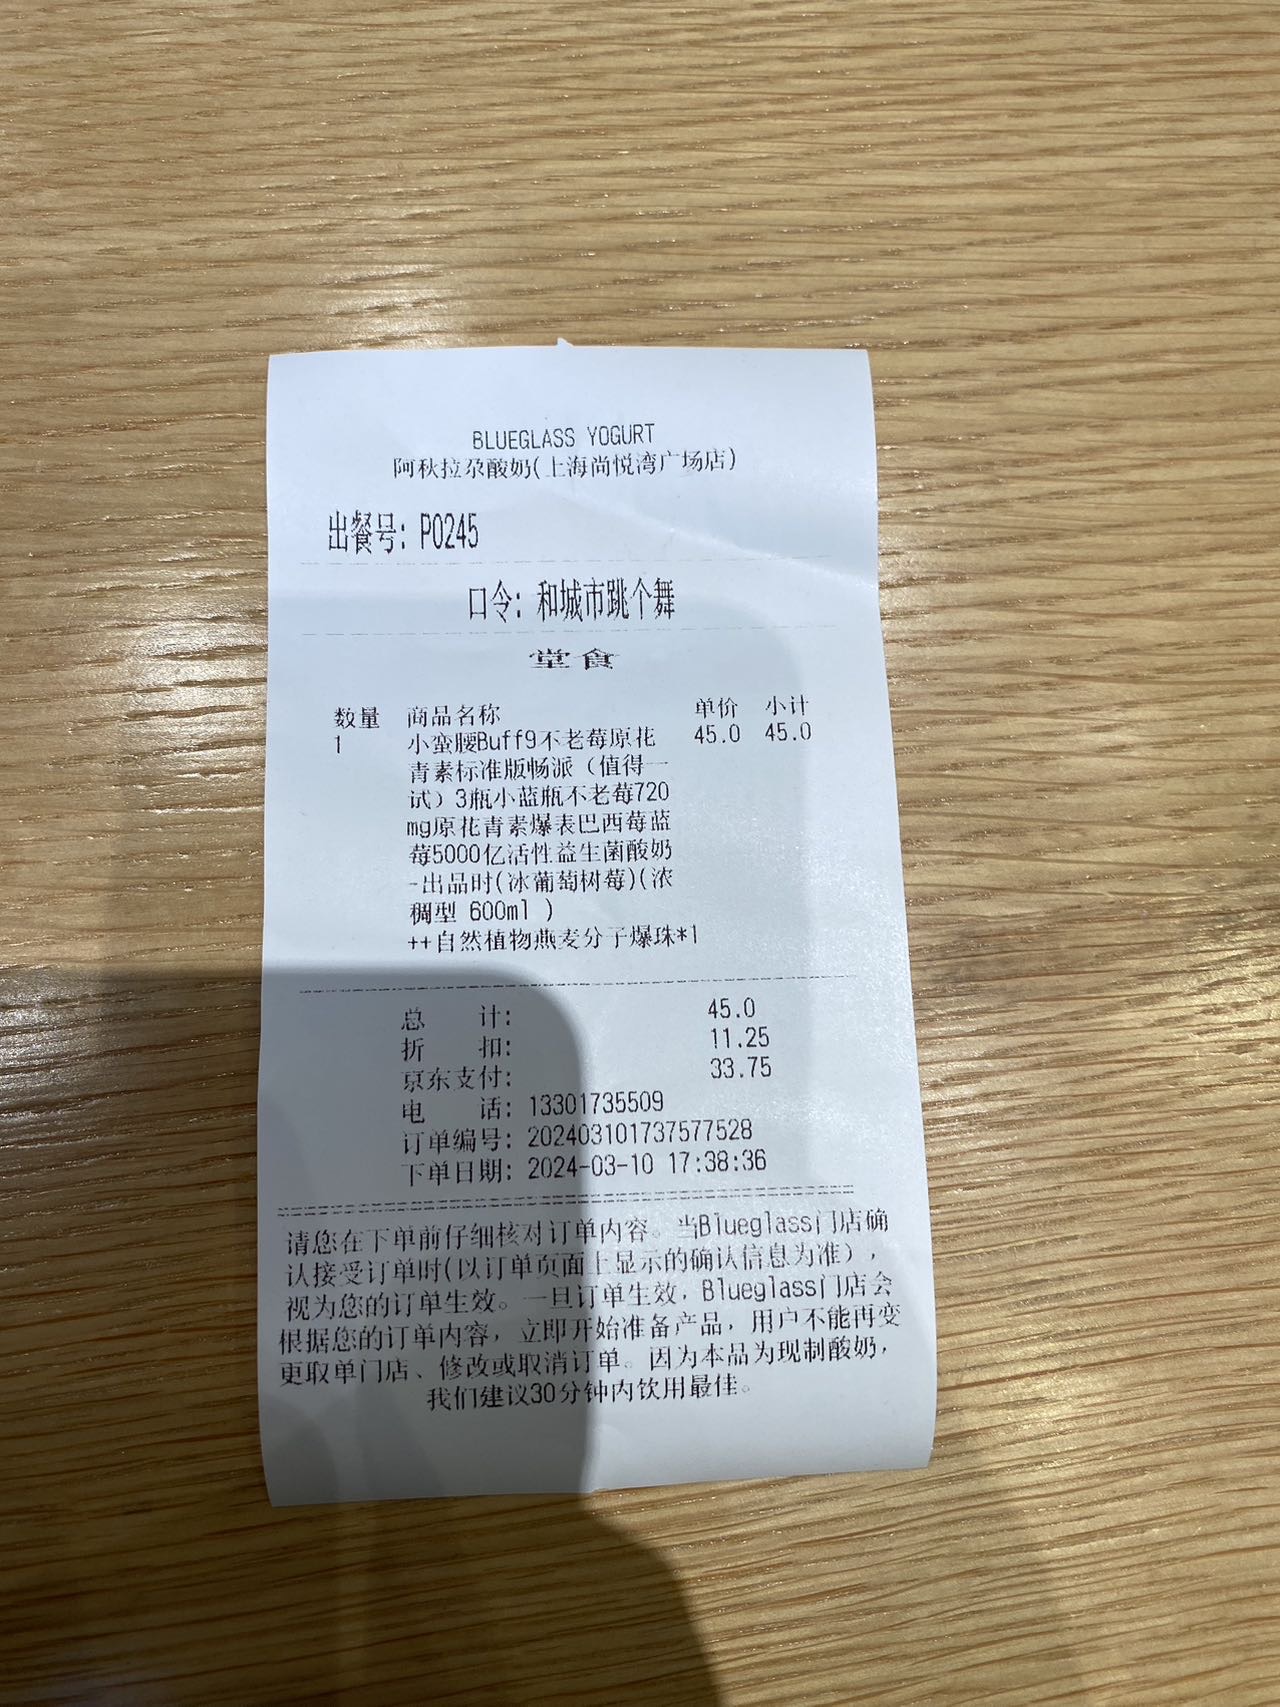 BLUEGLASS YOGURT
阿秋拉尕酸奶(上海尚悦湾广场店)
出餐号: P0245
口令: 和城市跳个舞
堂食
数量 商品名称 单价 小计
1 小蛮腰Buff9不老莓原花 45.0 45.0
青素标准版畅派（值得一
试）3瓶小蓝瓶不老莓720
mg原花青素爆表巴西莓蓝
莓5000亿活性益生菌酸奶
-出品时(冰葡萄树莓)(浓
稠型 600ml )
++自然植物燕麦分子爆珠*1
总 计: 45.0
折 扣: 11.25
京东支付: 33.75
电 话: 13301735509
订单编号: 202403101737577528
下单日期: 2024-03-10 17:38:36
请您在下单前仔细核对订单内容。当Blueglass门店确
认接受订单时(以订单页面上显示的确认信息为准)，
视为您的订单生效。一旦订单生效，Blueglass门店会
根据您的订单内容，立即开始准备产品，用户不能再变
更取单门店、修改或取消订单。因为本品为现制酸奶，
我们建议30分钟内饮用最佳。